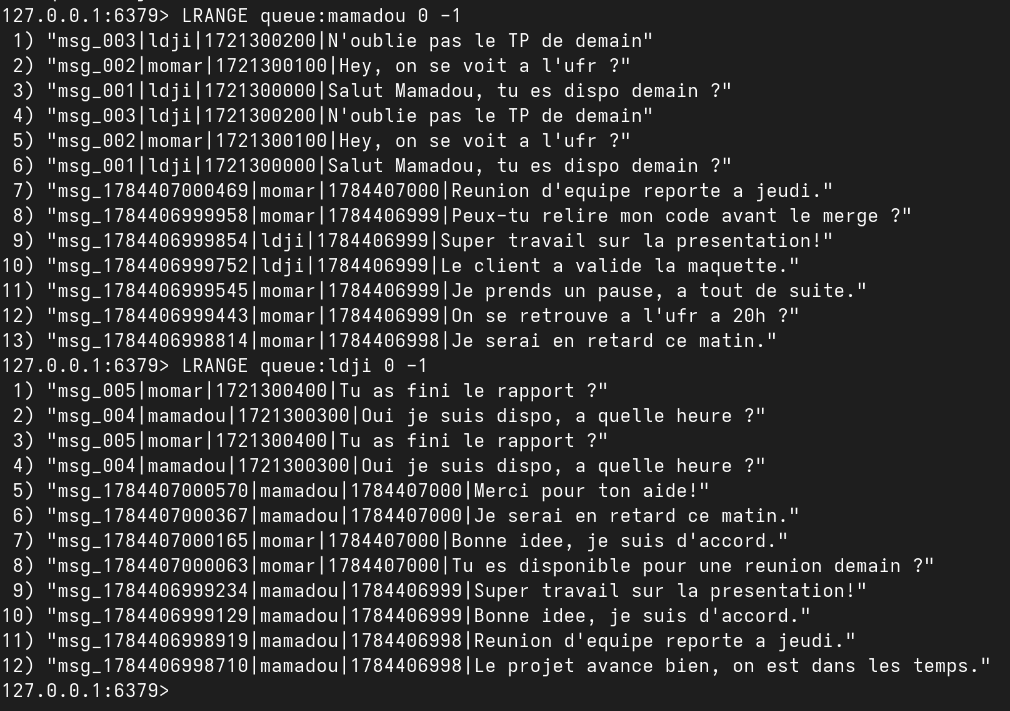 127.0.0.1:6379> LRANGE queue:mamadou 0 -1
 1) "msg_003|ldji|1721300200|N'oublie pas le TP de demain"
 2) "msg_002|momar|1721300100|Hey, on se voit a l'ufr ?"
 3) "msg_001|ldji|1721300000|Salut Mamadou, tu es dispo demain ?"
 4) "msg_003|ldji|1721300200|N'oublie pas le TP de demain"
 5) "msg_002|momar|1721300100|Hey, on se voit a l'ufr ?"
 6) "msg_001|ldji|1721300000|Salut Mamadou, tu es dispo demain ?"
 7) "msg_1784407000469|momar|1784407000|Reunion d'equipe reporte a jeudi."
 8) "msg_1784406999958|momar|1784406999|Peux-tu relire mon code avant le merge ?"
 9) "msg_1784406999854|ldji|1784406999|Super travail sur la presentation!"
10) "msg_1784406999752|ldji|1784406999|Le client a valide la maquette."
11) "msg_1784406999545|momar|1784406999|Je prends un pause, a tout de suite."
12) "msg_1784406999443|momar|1784406999|On se retrouve a l'ufr a 20h ?"
13) "msg_1784406998814|momar|1784406998|Je serai en retard ce matin."
127.0.0.1:6379> LRANGE queue:ldji 0 -1
 1) "msg_005|momar|1721300400|Tu as fini le rapport ?"
 2) "msg_004|mamadou|1721300300|Oui je suis dispo, a quelle heure ?"
 3) "msg_005|momar|1721300400|Tu as fini le rapport ?"
 4) "msg_004|mamadou|1721300300|Oui je suis dispo, a quelle heure ?"
 5) "msg_1784407000570|mamadou|1784407000|Merci pour ton aide!"
 6) "msg_1784407000367|mamadou|1784407000|Je serai en retard ce matin."
 7) "msg_1784407000165|momar|1784407000|Bonne idee, je suis d'accord."
 8) "msg_1784407000063|momar|1784407000|Tu es disponible pour une reunion demain ?"
 9) "msg_1784406999234|mamadou|1784406999|Super travail sur la presentation!"
10) "msg_1784406999129|mamadou|1784406999|Bonne idee, je suis d'accord."
11) "msg_1784406998919|mamadou|1784406998|Reunion d'equipe reporte a jeudi."
12) "msg_1784406998710|mamadou|1784406998|Le projet avance bien, on est dans les temps."
127.0.0.1:6379>